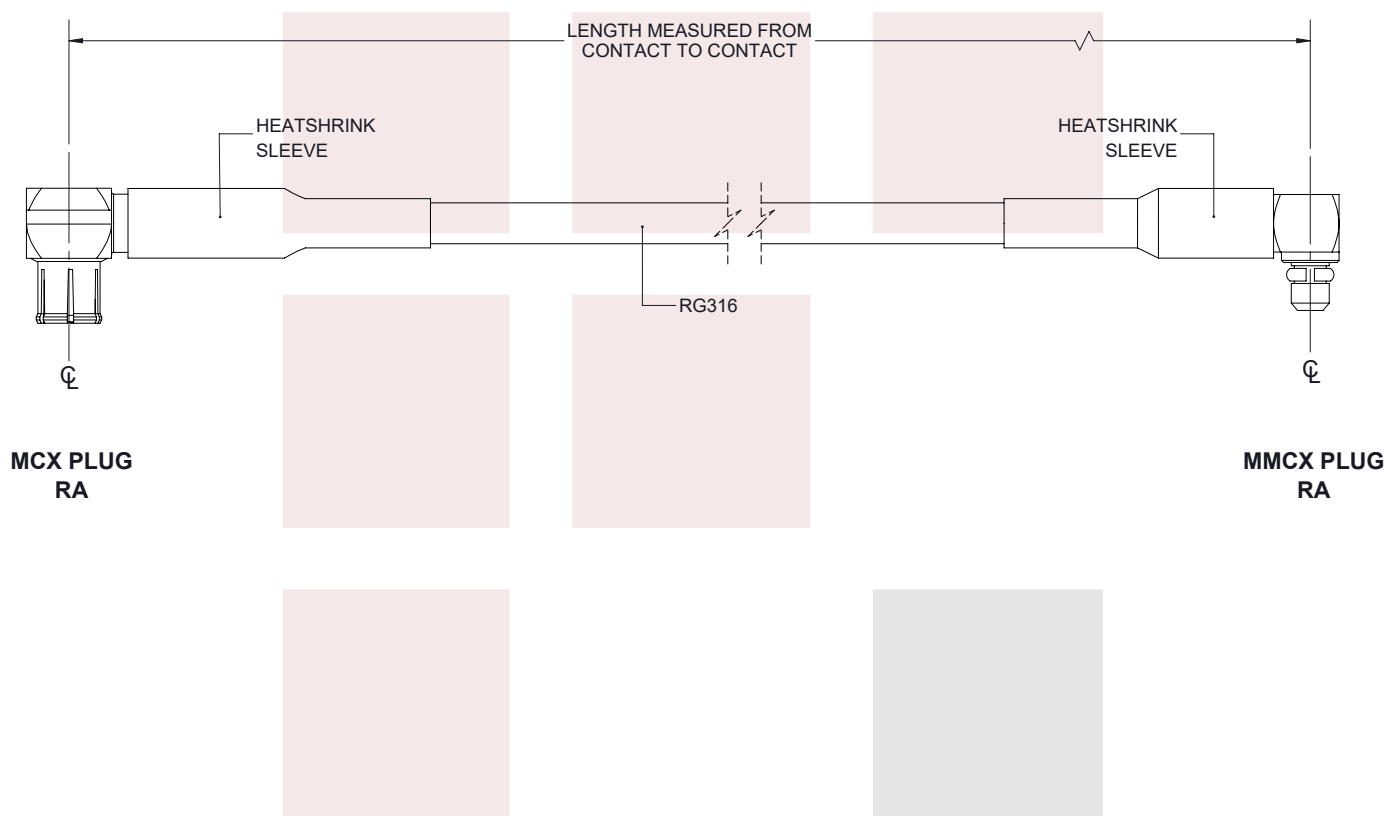 LENGTH MEASURED FROM
CONTACT TO CONTACT
HEATSHRINK
SLEEVE
HEATSHRINK
SLEEVE
RG316
℄
℄
MCX PLUG
RA
MMCX PLUG
RA